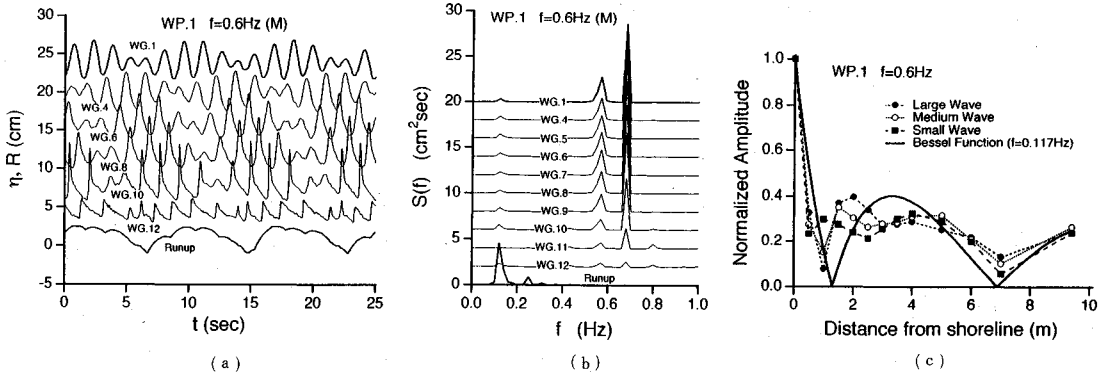 WP.1 f=0.6Hz (M)
30
25
20
15
10
5
0
-5
η, R (cm)
WG.1
WG.4
WG.6
WG.8
WG.10
WG.12
Runup
0 5 10 15 20 25
t (sec)
(a)
WP.1 f=0.6Hz (M)
30
25
20
15
10
5
0
S(f) (cm²sec)
WG.1
WG.4
WG.5
WG.6
WG.7
WG.8
WG.9
WG.10
WG.11
WG.12
Runup
0.0 0.2 0.4 0.6 0.8 1.0
f (Hz)
(b)
WP.1 f=0.6Hz
1.0
0.8
0.6
0.4
0.2
0.0
Normalized Amplitude
Large Wave
Medium Wave
Small Wave
Bessel Function (f=0.117Hz)
0 2 4 6 8 10
Distance from shoreline (m)
(c)